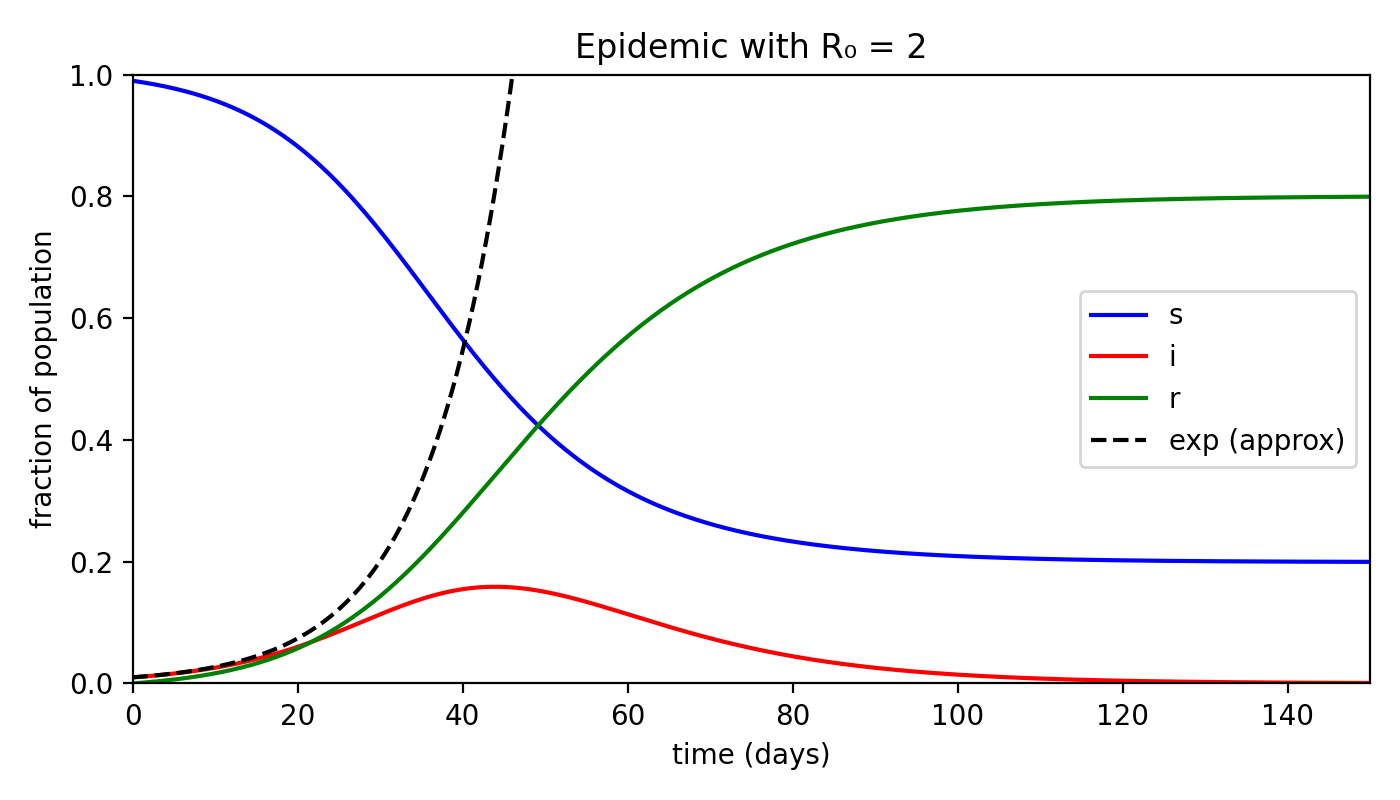 Epidemic with R₀ = 2
fraction of population
1.0
0.8
0.6
0.4
0.2
0.0
s
i
r
exp (approx)
0 20 40 60 80 100 120 140
time (days)